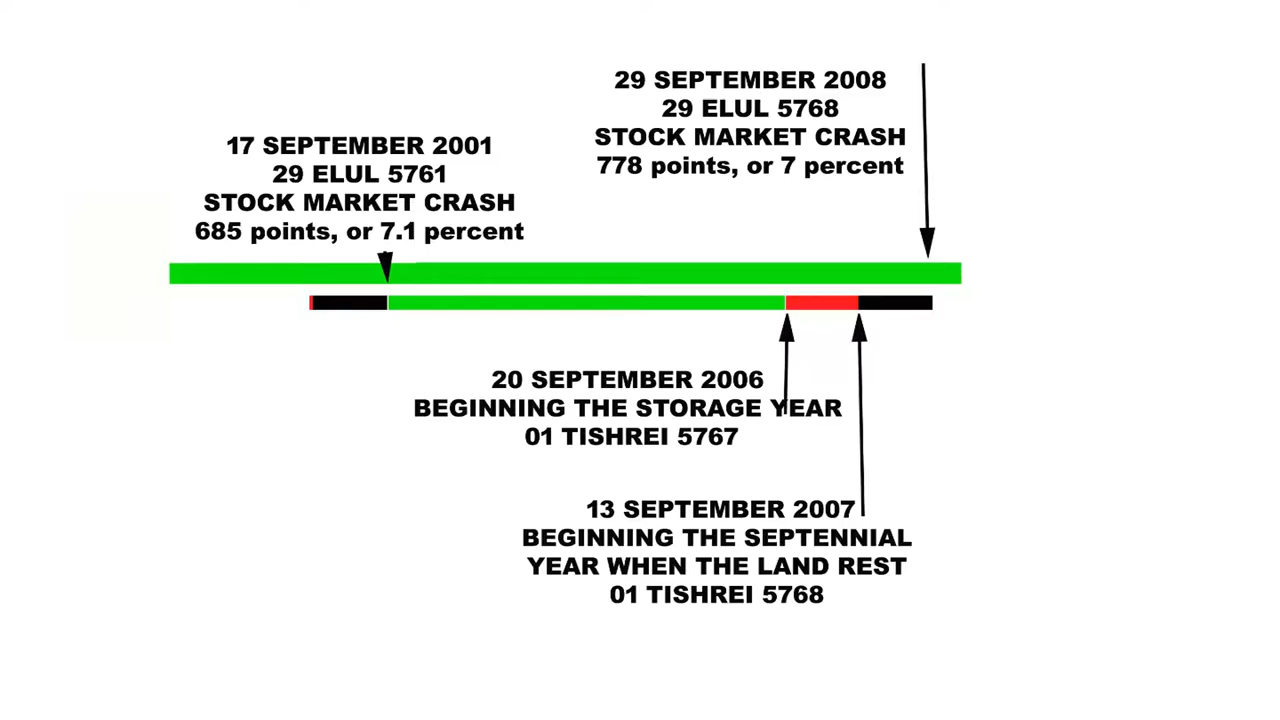 29 SEPTEMBER 2008
29 ELUL 5768
STOCK MARKET CRASH
778 points, or 7 percent
17 SEPTEMBER 2001
29 ELUL 5761
STOCK MARKET CRASH
685 points, or 7.1 percent
20 SEPTEMBER 2006
BEGINNING THE STORAGE YEAR
01 TISHREI 5767
13 SEPTEMBER 2007
BEGINNING THE SEPTENNIAL
YEAR WHEN THE LAND REST
01 TISHREI 5768